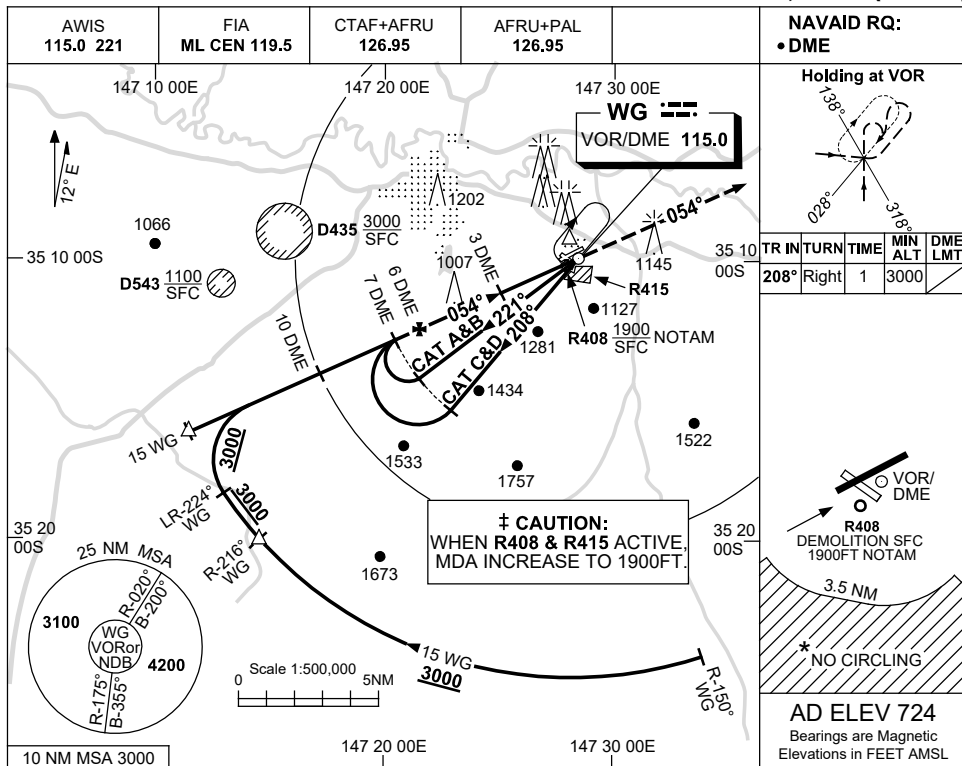 AWIS
115.0 221
FIA
ML CEN 119.5
CTAF+AFRU
126.95
AFRU+PAL
126.95
NAVAID RQ:
• DME
147 10 00E
147 20 00E
147 30 00E
12° E
WG
VOR/DME 115.0
1202
1066
D435 3000
SFC
35 10 00S
D543 1100
SFC
1007
3 DME
6 DME
7 DME
10 DME
054°
054°
1145
35 10
00S
R415
1127
R408 1900 NOTAM
SFC
CAT A&B 221°
CAT C&D 208°
1281
1434
1533
1757
1522
15 WG
3000
3000
LR-224°
WG
R-216°
WG
35 20
00S
35 20
00S
‡ CAUTION:
WHEN R408 & R415 ACTIVE,
MDA INCREASE TO 1900FT.
1673
25 NM MSA
R-020°
B-200°
3100
WG
VORor
NDB
4200
R-175°
B-355°
Scale 1:500,000
0 5NM
15 WG
3000
R-150°
WG
10 NM MSA 3000
147 20 00E
147 30 00E
Holding at VOR
138°
028°
318°
TR IN TURN TIME MIN ALT DME LMT
208° Right 1 3000
VOR/
DME
R408
DEMOLITION SFC
1900FT NOTAM
3.5 NM
* NO CIRCLING
AD ELEV 724
Bearings are Magnetic
Elevations in FEET AMSL